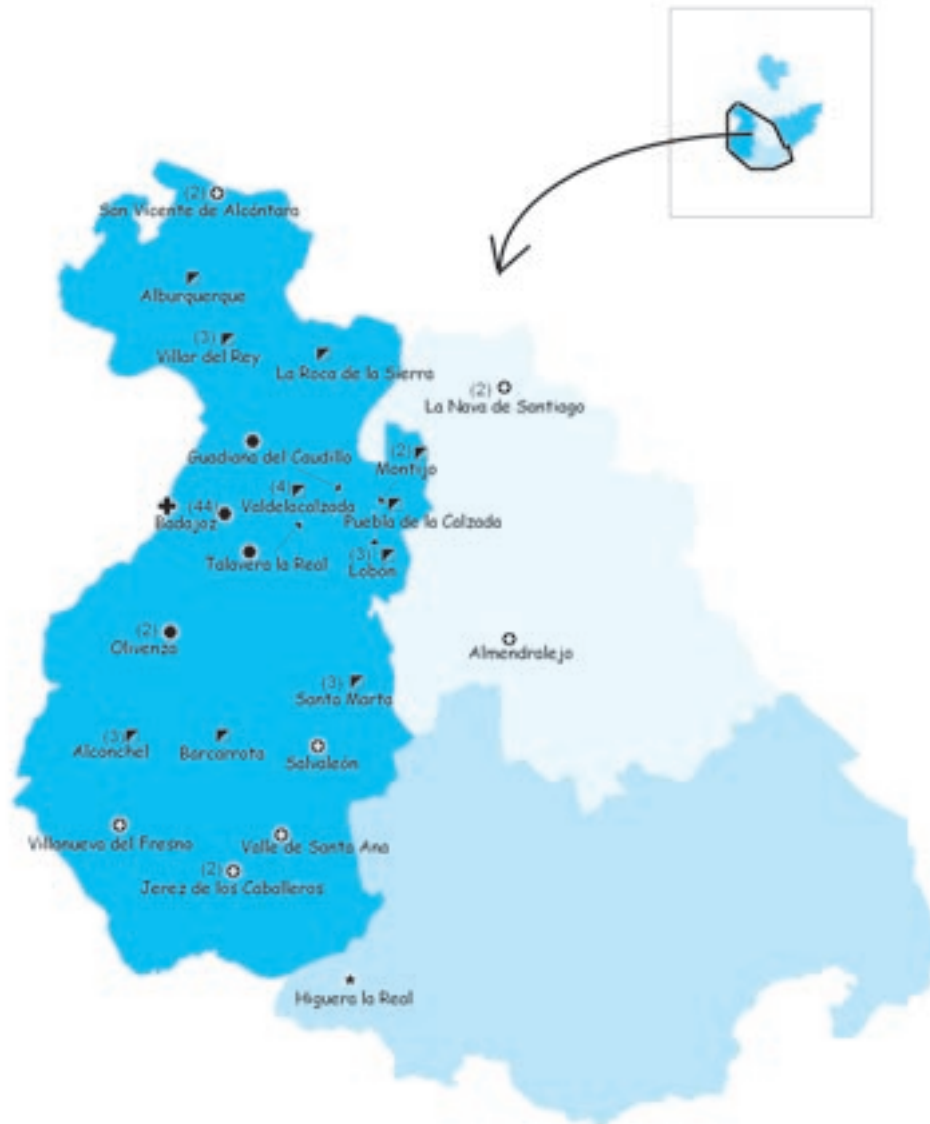 (2)
San Vicente de Alcántara
Alburquerque
(3)
Villar del Rey
La Roca de la Sierra
(2)
La Nava de Santiago
Guadiana del Caudillo
(2)
Montijo
(4)
Valdelacalzada
Puebla de la Calzada
(44)
Badajoz
Talavera la Real
(3)
Lobón
(2)
Olivenza
Almendralejo
(3)
Santa Marta
(3)
Alconchel
Barcarrota
Salvaleón
Villanueva del Fresno
Valle de Santa Ana
(2)
Jerez de los Caballeros
Higuera la Real